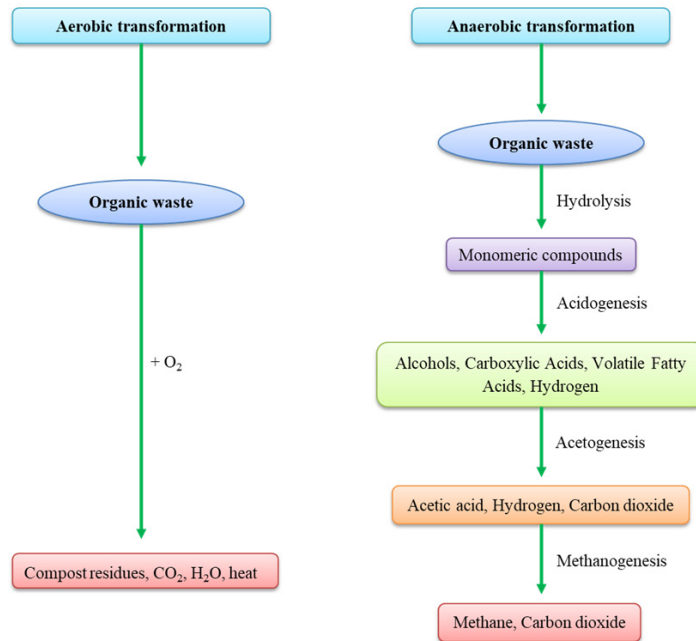 Aerobic transformation
Organic waste
+ O₂
Compost residues, CO₂, H₂O, heat
Anaerobic transformation
Organic waste
Hydrolysis
Monomeric compounds
Acidogenesis
Alcohols, Carboxylic Acids, Volatile Fatty
Acids, Hydrogen
Acetogenesis
Acetic acid, Hydrogen, Carbon dioxide
Methanogenesis
Methane, Carbon dioxide